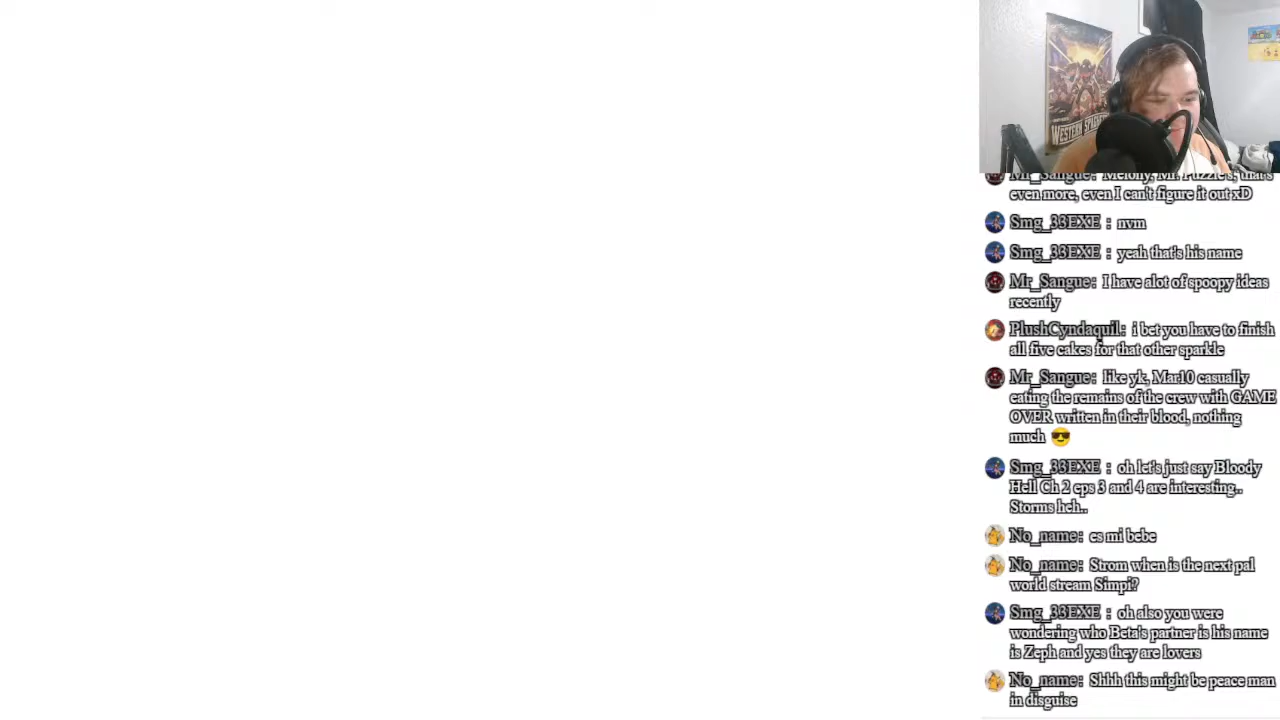 WESTERN SPAGHETTI
Mr_Sangue: Melony, Mr. Puzzle's, that's
even more, even I can't figure it out xD
Smg_33EXE : nvm
Smg_33EXE : yeah that's his name
Mr_Sangue: I have alot of spoopy ideas
recently
PlushCyndaquil: i bet you have to finish
all five cakes for that other sparkle
Mr_Sangue: like yk, Mar10 casually
eating the remains of the crew with GAME
OVER written in their blood, nothing
much 😎
Smg_33EXE : oh let's just say Bloody
Hell Ch 2 eps 3 and 4 are interesting..
Storms heh..
No_name: es mi bebe
No_name: Strom when is the next pal
world stream Simpi?
Smg_33EXE : oh also you were
wondering who Beta's partner is his name
is Zeph and yes they are lovers
No_name: Shhh this might be peace man
in disguise